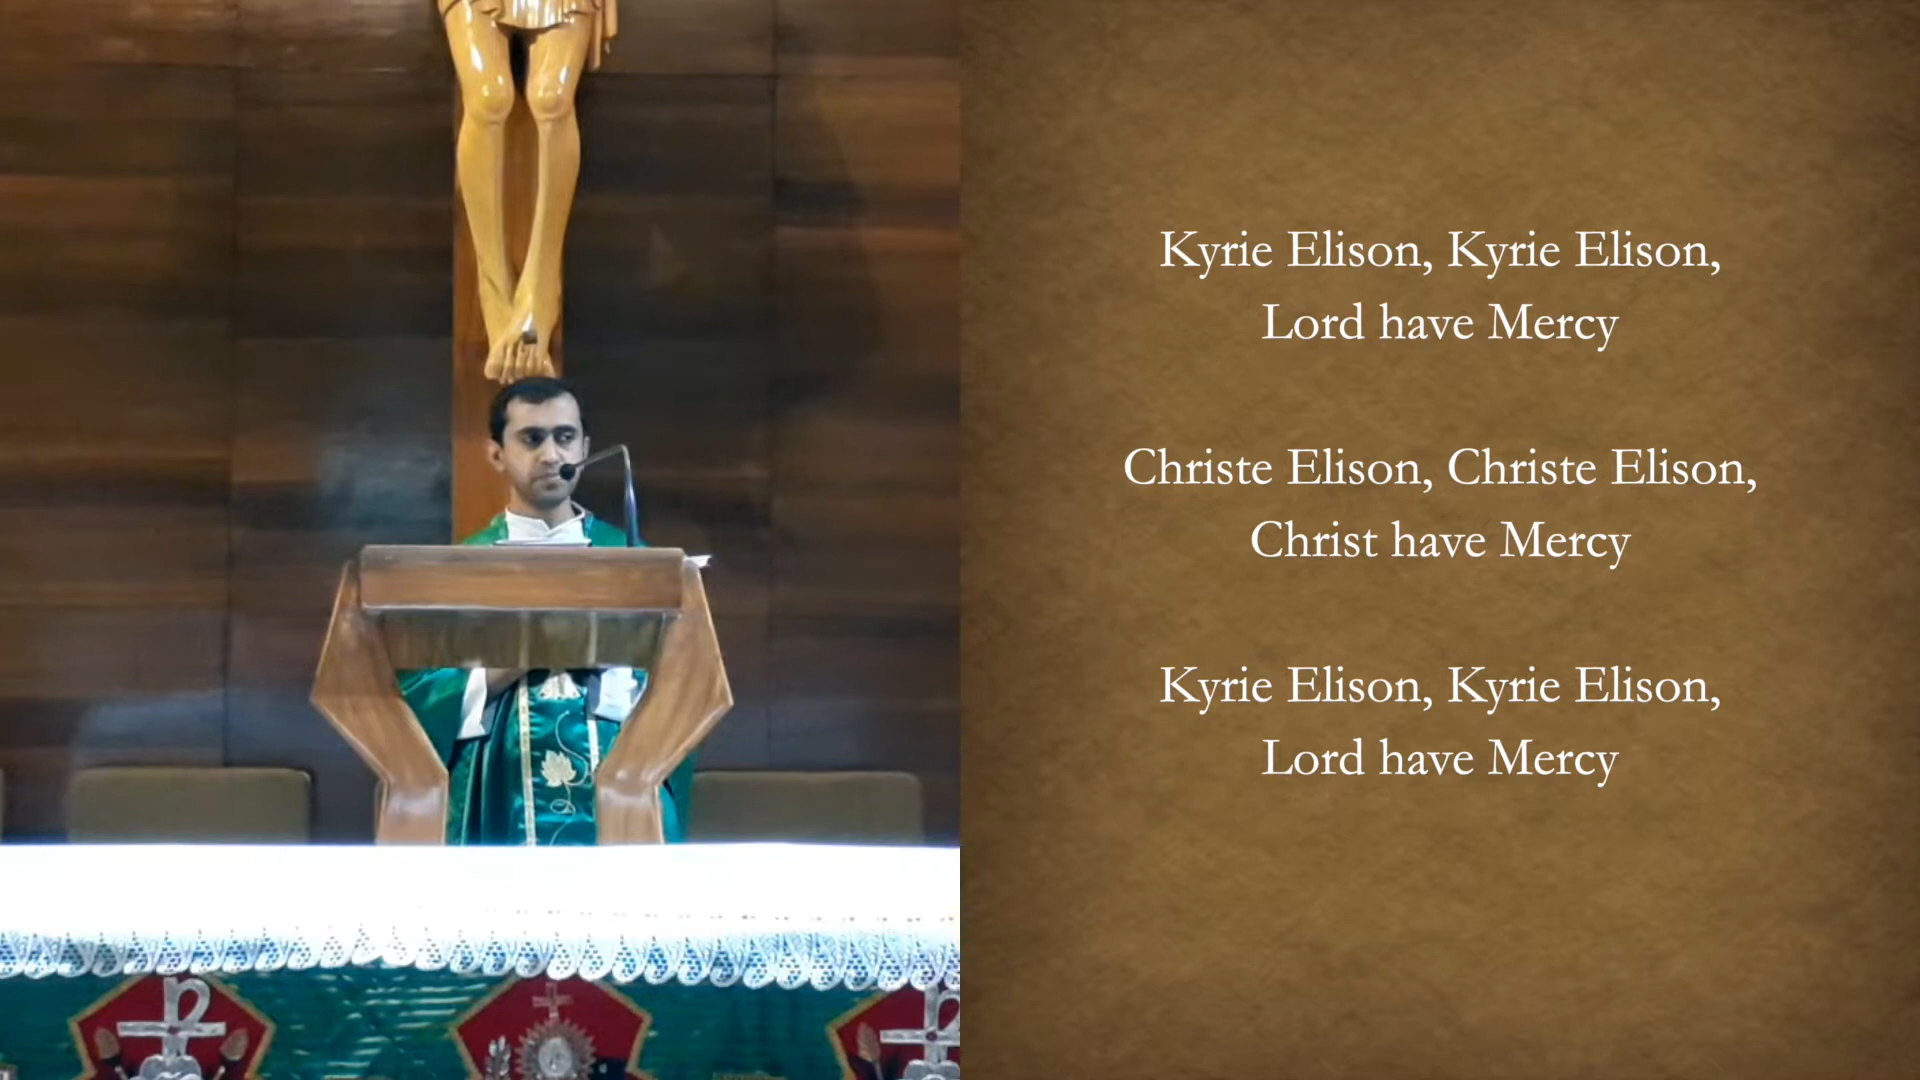 Kyrie Elison, Kyrie Elison,
Lord have Mercy
Christe Elison, Christe Elison,
Christ have Mercy
Kyrie Elison, Kyrie Elison,
Lord have Mercy